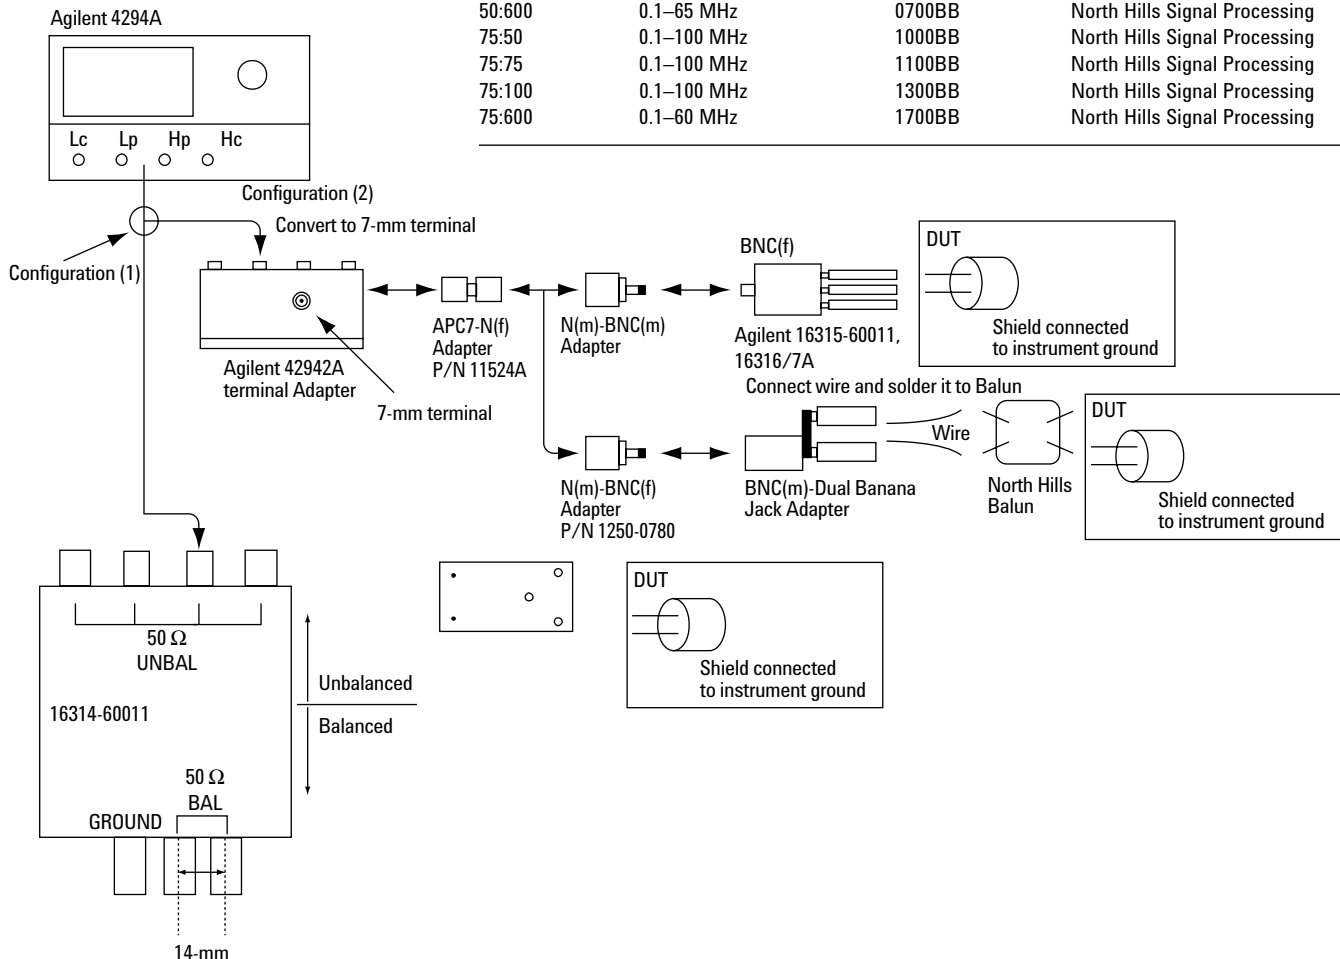 50:600 0.1–65 MHz 0700BB North Hills Signal Processing
75:50 0.1–100 MHz 1000BB North Hills Signal Processing
75:75 0.1–100 MHz 1100BB North Hills Signal Processing
75:100 0.1–100 MHz 1300BB North Hills Signal Processing
75:600 0.1–60 MHz 1700BB North Hills Signal Processing
Agilent 4294A
Lc Lp Hp Hc
Configuration (2)
Convert to 7-mm terminal
Configuration (1)
Agilent 42942A
terminal Adapter
7-mm terminal
APC7-N(f)
Adapter
P/N 11524A
N(m)-BNC(m)
Adapter
BNC(f)
Agilent 16315-60011,
16316/7A
DUT
Shield connected
to instrument ground
Connect wire and solder it to Balun
N(m)-BNC(f)
Adapter
P/N 1250-0780
BNC(m)-Dual Banana
Jack Adapter
Wire
North Hills
Balun
DUT
Shield connected
to instrument ground
50 Ω
UNBAL
16314-60011
Unbalanced
Balanced
50 Ω
BAL
GROUND
14-mm
DUT
Shield connected
to instrument ground